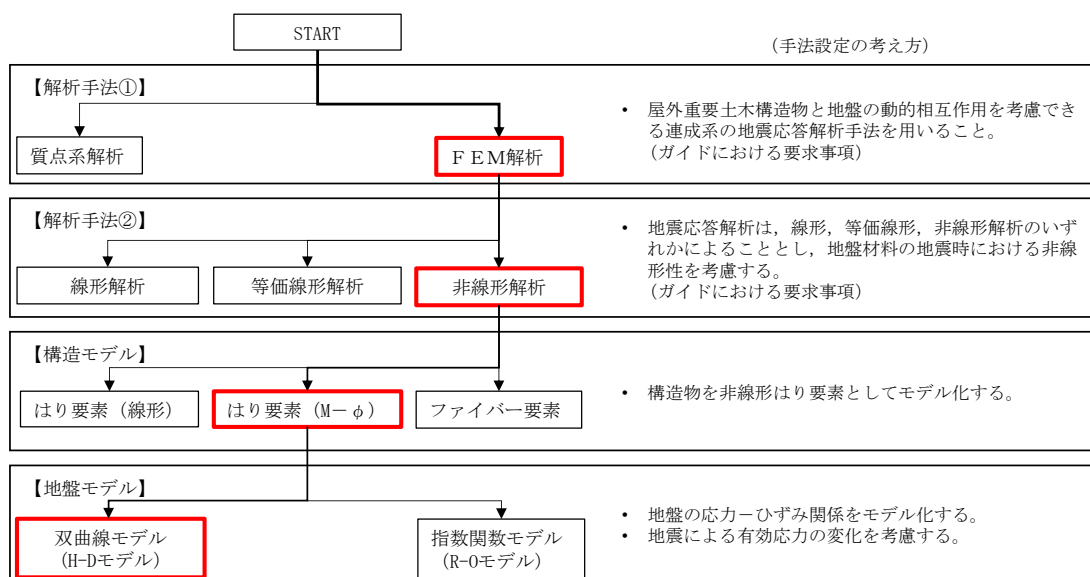 START
(手法設定の考え方)
【解析手法①】
質点系解析
ＦＥＭ解析
• 屋外重要土木構造物と地盤の動的相互作用を考慮でき
る連成系の地震応答解析手法を用いること。
(ガイドにおける要求事項)
【解析手法②】
線形解析
等価線形解析
非線形解析
• 地震応答解析は，線形，等価線形，非線形解析のいず
れかによることとし，地盤材料の地震時における非線
形性を考慮する。
(ガイドにおける要求事項)
【構造モデル】
はり要素（線形）
はり要素（M－φ）
ファイバー要素
• 構造物を非線形はり要素としてモデル化する。
【地盤モデル】
双曲線モデル
(H-Dモデル)
指数関数モデル
(R-Oモデル)
• 地盤の応力－ひずみ関係をモデル化する。
• 地震による有効応力の変化を考慮する。